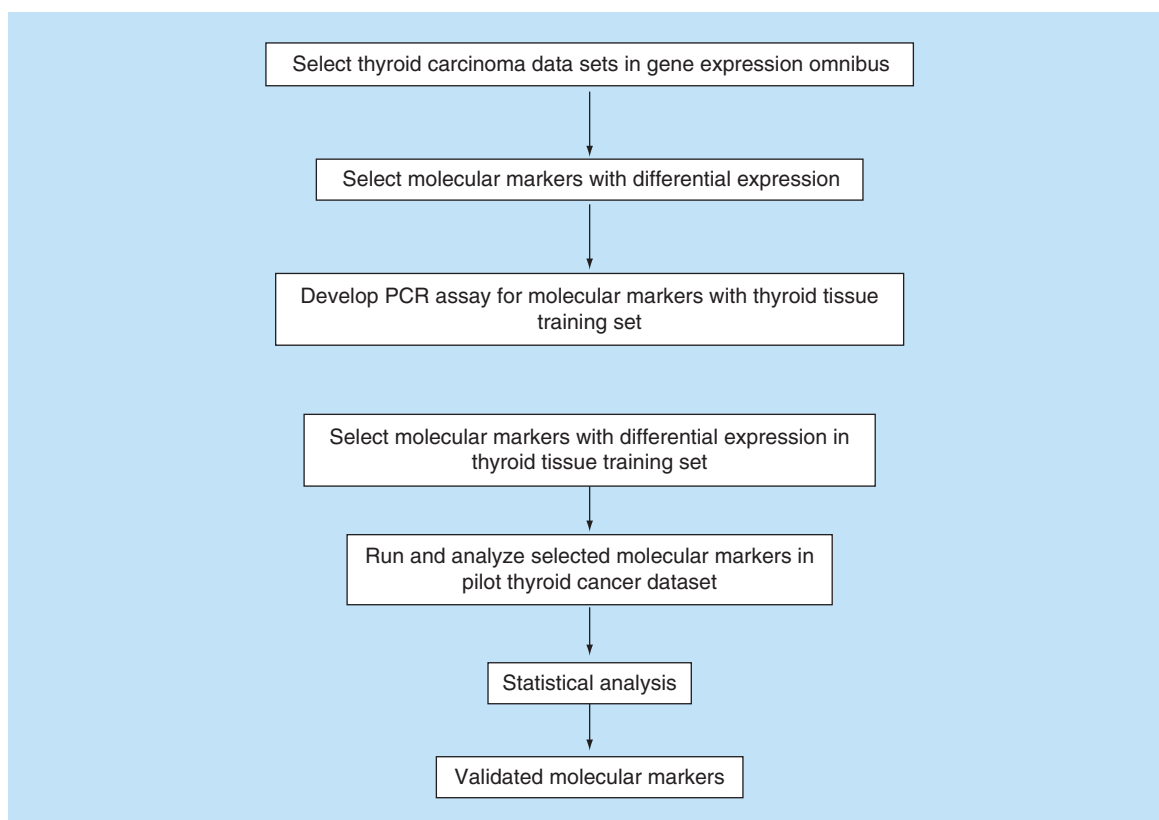 Select thyroid carcinoma data sets in gene expression omnibus
Select molecular markers with differential expression
Develop PCR assay for molecular markers with thyroid tissue
training set
Select molecular markers with differential expression in
thyroid tissue training set
Run and analyze selected molecular markers in
pilot thyroid cancer dataset
Statistical analysis
Validated molecular markers